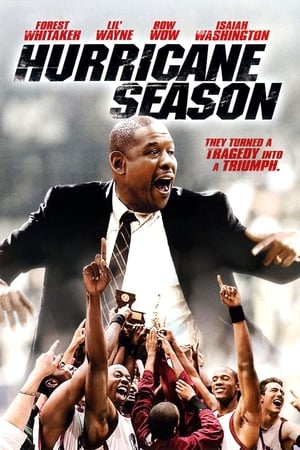 FOREST WHITAKER
LIL' WAYNE
BOW WOW
ISAIAH WASHINGTON
HURRICANE
SEASON
THEY TURNED A
TRAGEDY INTO
A TRIUMPH.